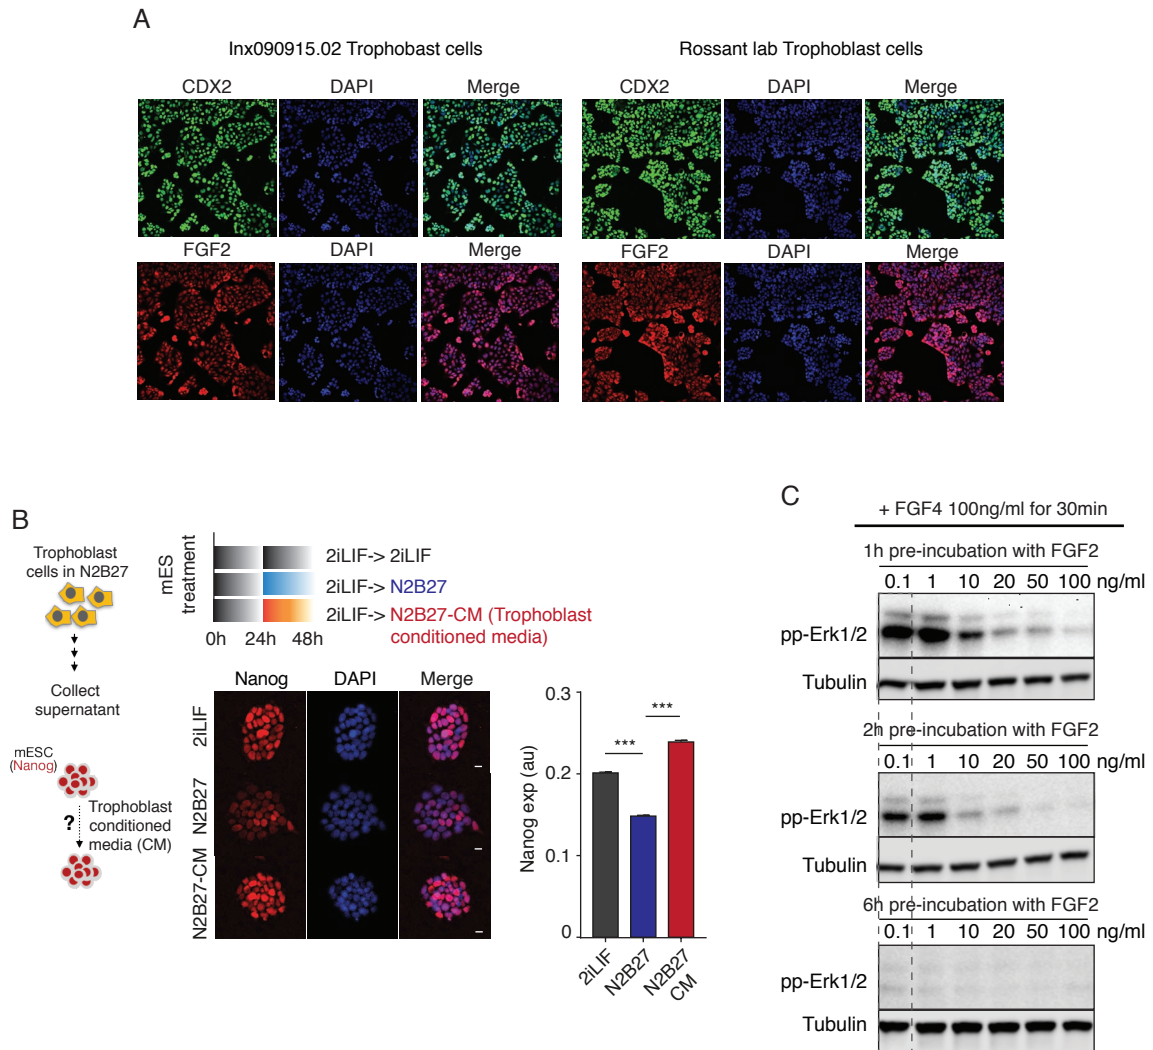 A
lnx090915.02 Trophobast cells
Rossant lab Trophoblast cells
CDX2 DAPI Merge
CDX2 DAPI Merge
FGF2 DAPI Merge
FGF2 DAPI Merge
B
Trophoblast
cells in N2B27
Collect
supernatant
mESC
(Nanog)
?
Trophoblast
conditioned
media (CM)
mES
treatment
2iLIF-> 2iLIF
2iLIF-> N2B27
2iLIF-> N2B27-CM (Trophoblast
conditioned media)
0h 24h 48h
Nanog DAPI Merge
2iLIF
N2B27
N2B27-CM
Nanog exp (au)
0.3
0.2
0.1
0
***
***
2iLIF
N2B27
N2B27
CM
C
+ FGF4 100ng/ml for 30min
1h pre-incubation with FGF2
0.1 1 10 20 50 100 ng/ml
pp-Erk1/2
Tubulin
2h pre-incubation with FGF2
0.1 1 10 20 50 100 ng/ml
pp-Erk1/2
Tubulin
6h pre-incubation with FGF2
0.1 1 10 20 50 100 ng/ml
pp-Erk1/2
Tubulin